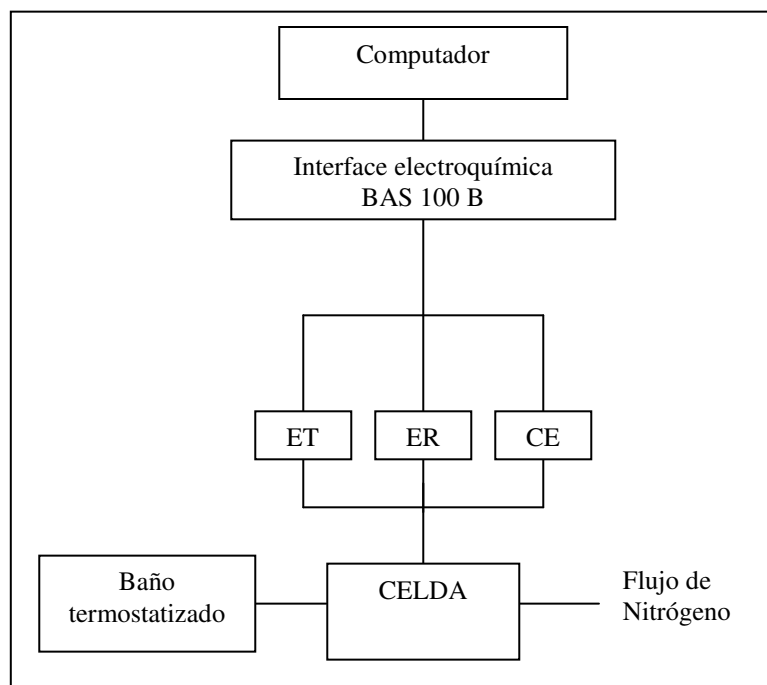 Computador
Interface electroquímica
BAS 100 B
ET
ER
CE
Baño
termostatizado
CELDA
Flujo de
Nitrógeno